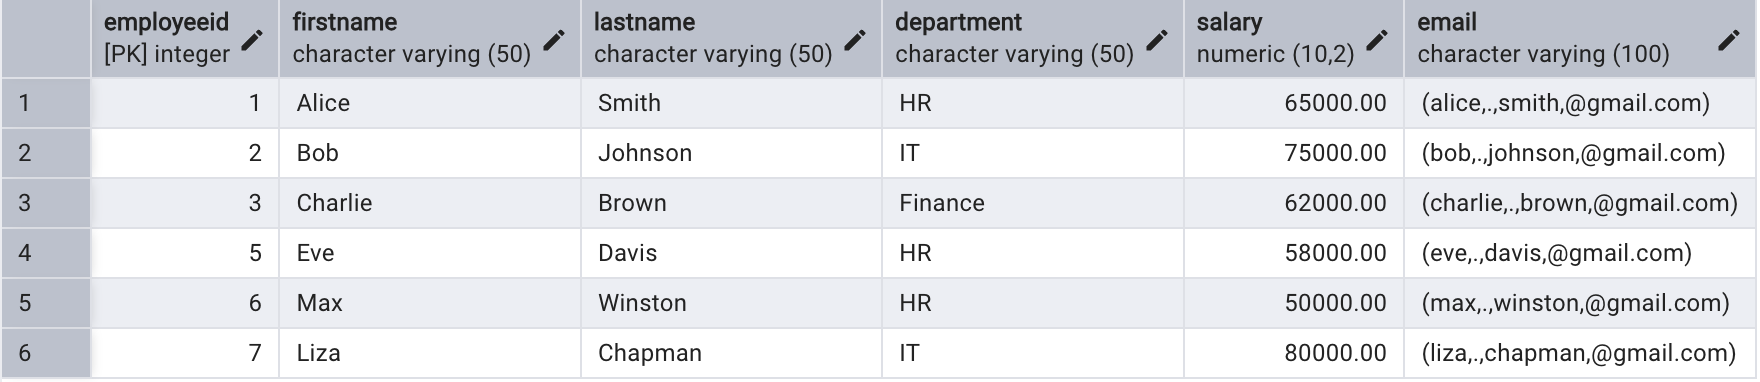 employeeid firstname lastname department salary email
[PK] integer character varying (50) character varying (50) character varying (50) numeric (10,2) character varying (100)
1 1 Alice Smith HR 65000.00 (alice,.,smith,@gmail.com)
2 2 Bob Johnson IT 75000.00 (bob,.,johnson,@gmail.com)
3 3 Charlie Brown Finance 62000.00 (charlie,.,brown,@gmail.com)
4 5 Eve Davis HR 58000.00 (eve,.,davis,@gmail.com)
5 6 Max Winston HR 50000.00 (max,.,winston,@gmail.com)
6 7 Liza Chapman IT 80000.00 (liza,.,chapman,@gmail.com)